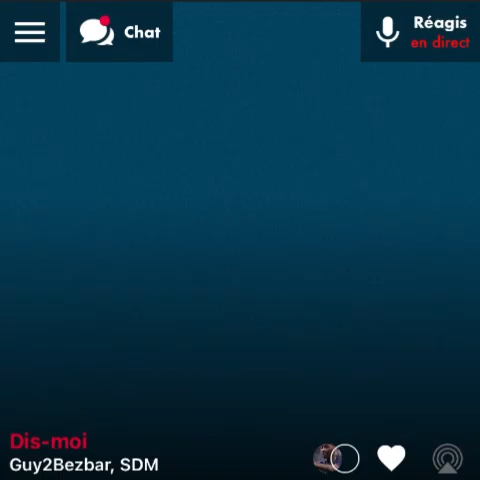 Chat
Réagis
en direct
Dis-moi
Guy2Bezbar, SDM